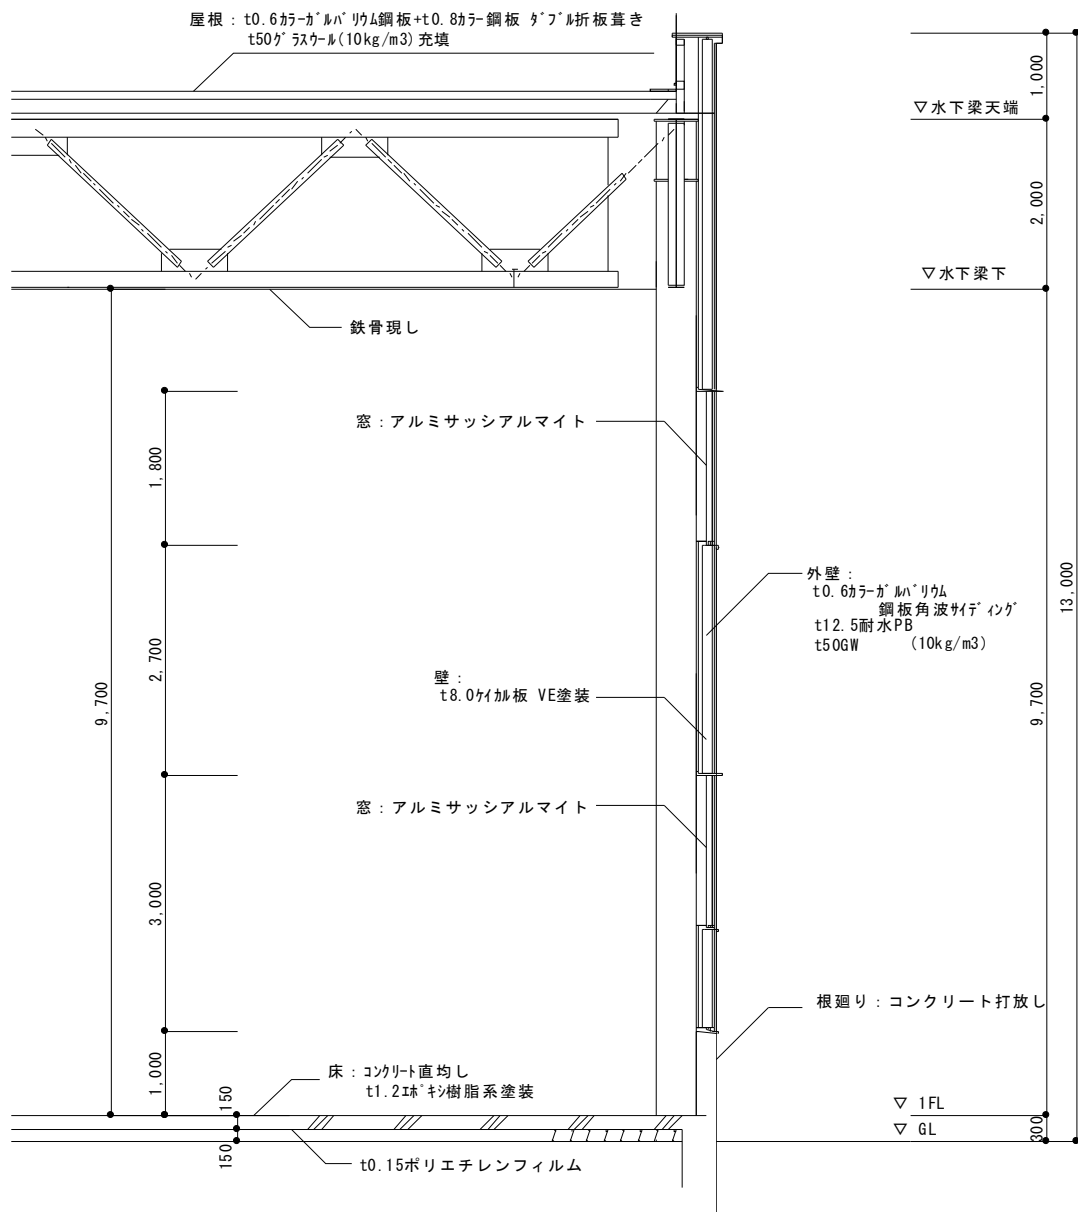 屋根：t0.6ｶﾗｰｶﾞﾙﾊﾞﾘｳﾑ鋼板+t0.8ｶﾗｰ鋼板 ﾀﾞﾌﾞﾙ折板葺き
t50ｸﾞﾗｽｳｰﾙ(10kg/m3)充填
1,000
▽水下梁天端
2,000
▽水下梁下
鉄骨現し
窓：アルミサッシアルマイト
1,800
外壁：
t0.6ｶﾗｰｶﾞﾙﾊﾞﾘｳﾑ
鋼板角波ｻｲﾃﾞｨﾝｸﾞ
t12.5耐水PB
t50GW (10kg/m3)
13,000
2,700
壁：
t8.0ｹｲｶﾙ板 VE塗装
9,700
9,700
窓：アルミサッシアルマイト
3,000
根廻り：コンクリート打放し
床：ｺﾝｸﾘｰﾄ直均し
t1.2ｴﾎﾟｷｼ樹脂系塗装
1,000
150
▽ 1FL
▽ GL
300
150
t0.15ポリエチレンフィルム